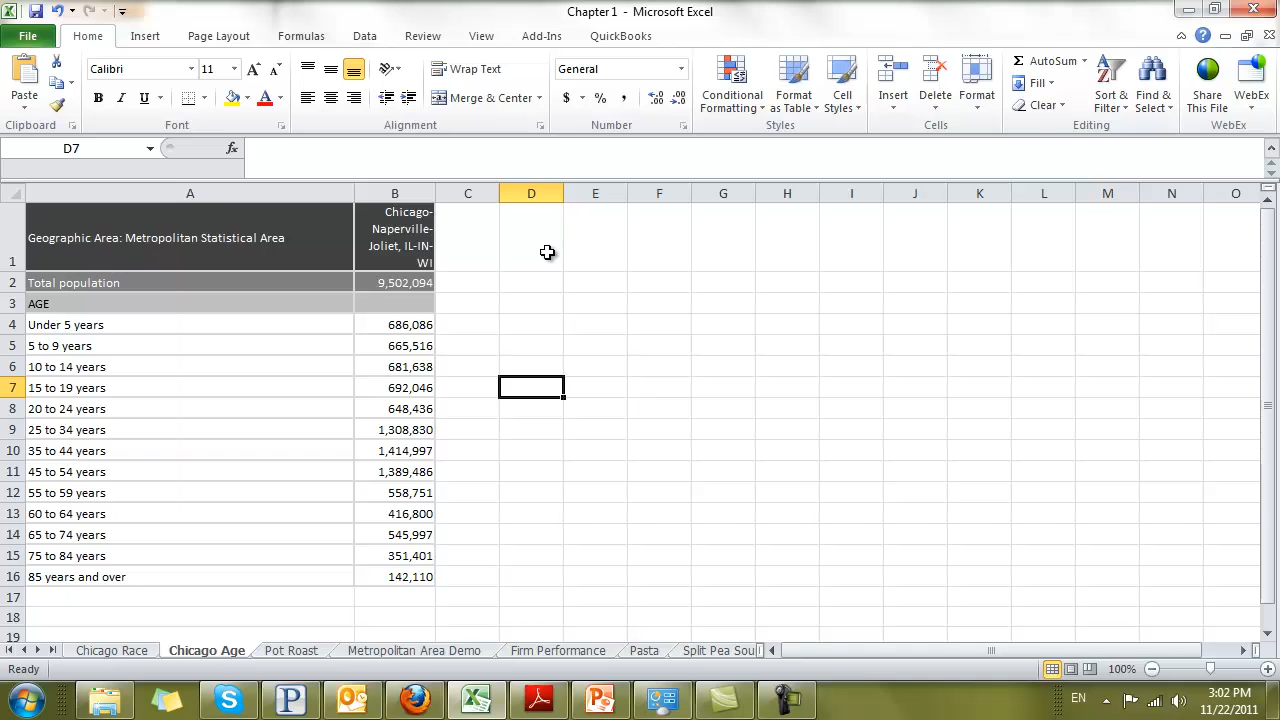 Chapter1 - Microsoft Excel
File Home Insert Page Layout Formulas Data Review View Add-Ins QuickBooks
Paste
Clipboard
Calibri 11
B I U
Font
Wrap Text
Merge & Center
Alignment
General
$ % ,
Number
Conditional Formatting
Format as Table
Cell Styles
Styles
Insert
Delete
Format
Cells
Σ AutoSum
Fill
Clear
Sort & Filter
Find & Select
Editing
Share This File
WebEx
WebEx
D7 fx
A B C D E F G H I J K L M N O
1 Geographic Area: Metropolitan Statistical Area Chicago-
Naperville-
Joliet, IL-IN-
WI
2 Total population 9,502,094
3 AGE
4 Under 5 years 686,086
5 5 to 9 years 665,516
6 10 to 14 years 681,638
7 15 to 19 years 692,046
8 20 to 24 years 648,436
9 25 to 34 years 1,308,830
10 35 to 44 years 1,414,997
11 45 to 54 years 1,389,486
12 55 to 59 years 558,751
13 60 to 64 years 416,800
14 65 to 74 years 545,997
15 75 to 84 years 351,401
16 85 years and over 142,110
17
18
19
Chicago Race Chicago Age Pot Roast Metropolitan Area Demo Firm Performance Pasta Split Pea Sou
Ready 100%
EN 3:02 PM
11/22/2011